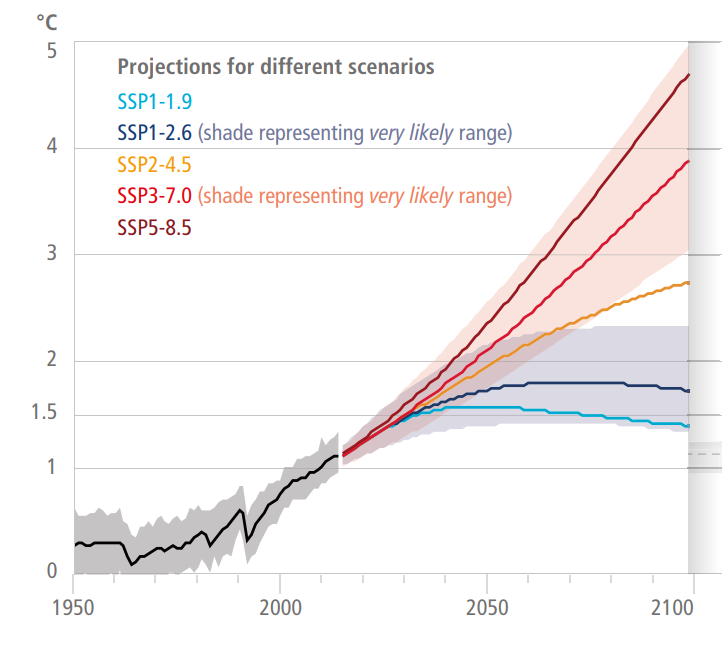 °C
5
Projections for different scenarios
SSP1-1.9
SSP1-2.6 (shade representing very likely range)
4
SSP2-4.5
SSP3-7.0 (shade representing very likely range)
SSP5-8.5
3
2
1.5
1
0
1950 2000 2050 2100